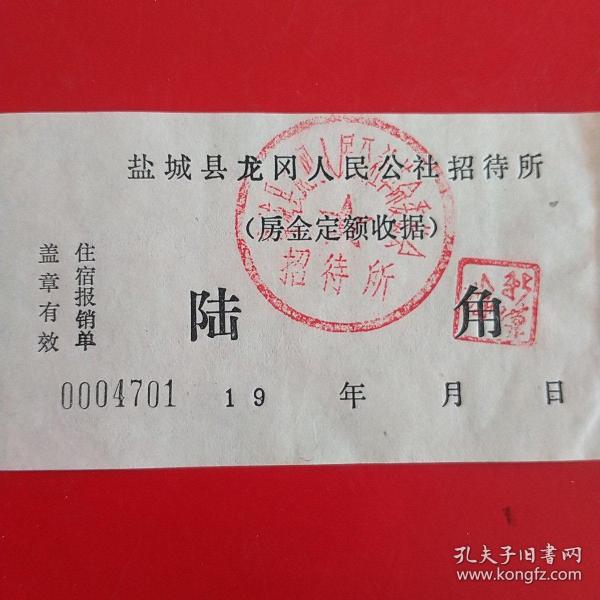 盐城县龙冈人民公社招待所
（房金定额收据）
住宿报销单
盖章有效
陆角
招待所
0004701 19 年 月 日
孔夫子旧书网
www.kongfz.com